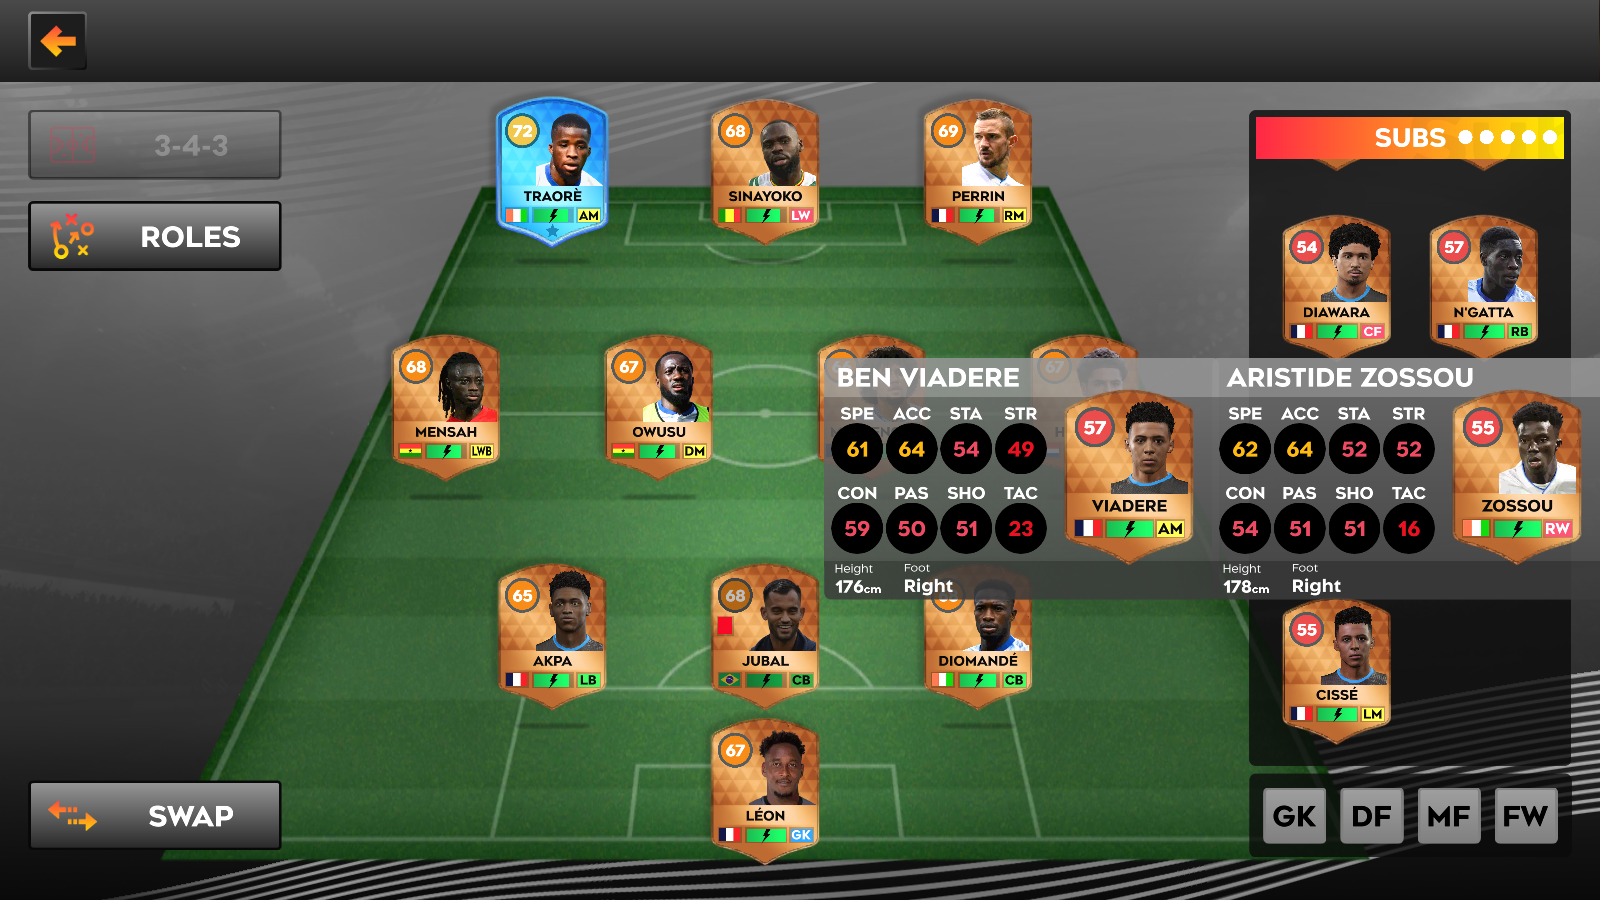 3-4-3
ROLES
SUBS
72
TRAORÈ
AM
68
SINAYOKO
LW
69
PERRIN
RM
54
DIAWARA
CF
57
N'GATTA
RB
68
MENSAH
LWB
67
OWUSU
DM
67
BEN VIADERE
SPE ACC STA STR
61 64 54 49
CON PAS SHO TAC
59 50 51 23
Height Foot
176cm Right
57
VIADERE
AM
ARISTIDE ZOSSOU
SPE ACC STA STR
62 64 52 52
CON PAS SHO TAC
54 51 51 16
Height Foot
178cm Right
55
ZOSSOU
RW
65
AKPA
LB
68
JUBAL
CB
DIOMANDÉ
CB
55
CISSÉ
LM
67
LÉON
GK
SWAP
GK DF MF FW